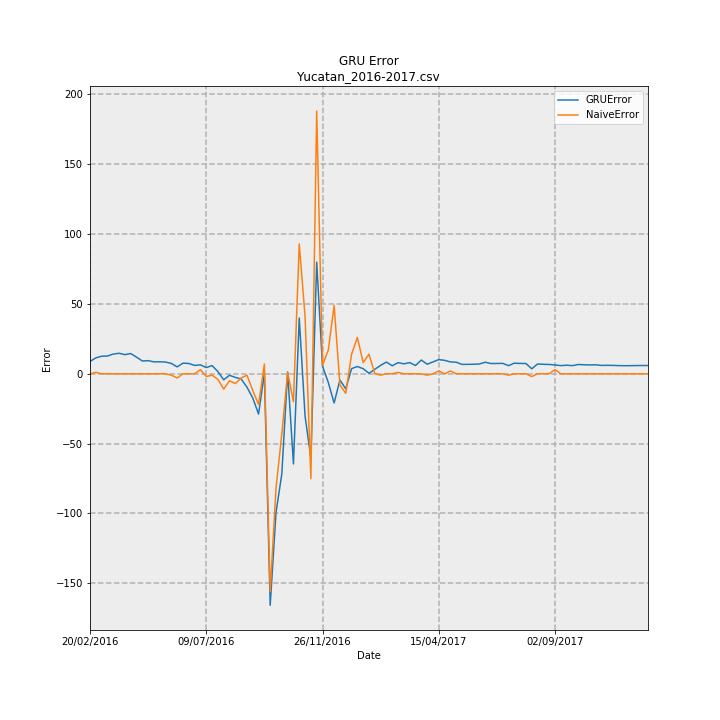 GRU Error
Yucatan_2016-2017.csv
GRUError
NaiveError
200
150
100
50
0
−50
−100
−150
Error
20/02/2016
09/07/2016
26/11/2016
15/04/2017
02/09/2017
Date